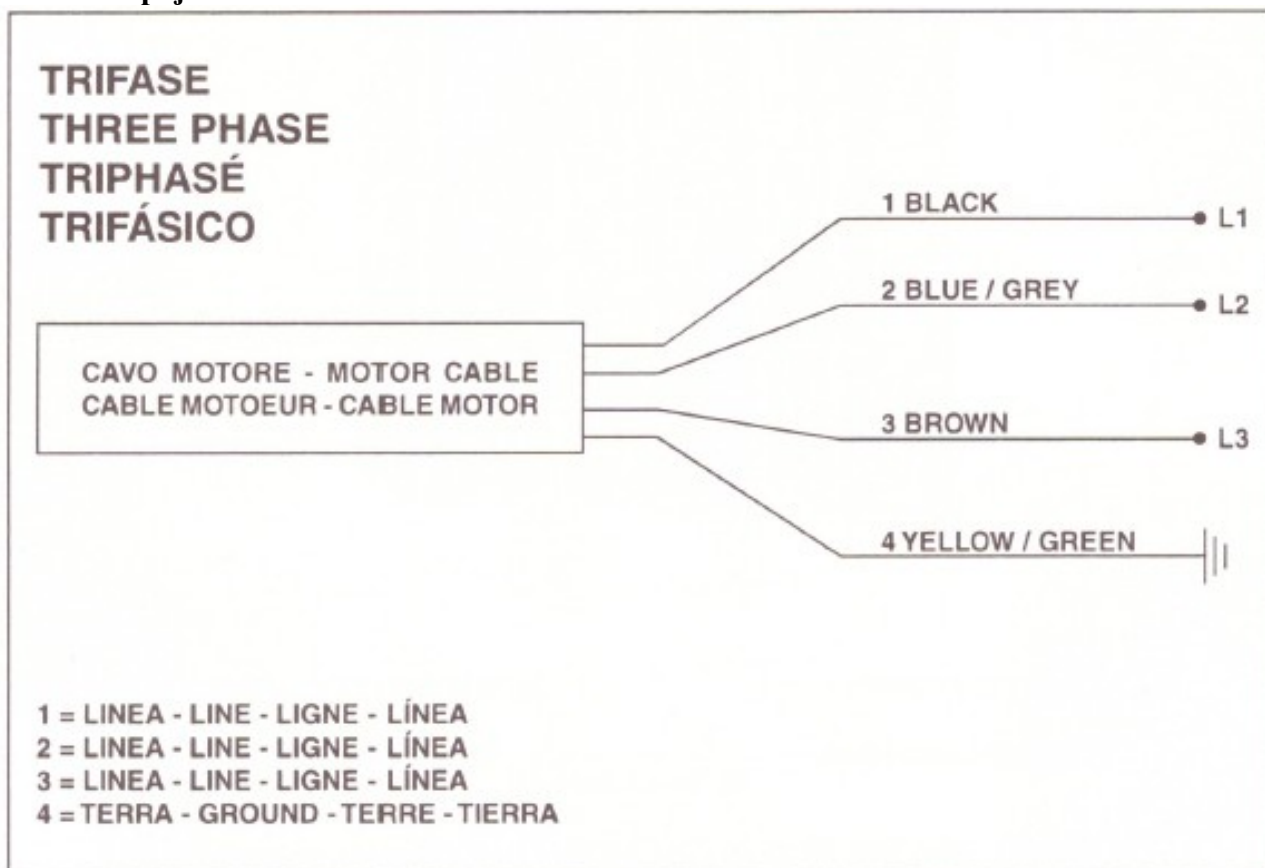 TRIFASE
THREE PHASE
TRIPHASÉ
TRIFÁSICO
1 BLACK
L1
2 BLUE / GREY
L2
CAVO MOTORE - MOTOR CABLE
CABLE MOTOEUR - CABLE MOTOR
3 BROWN
L3
4 YELLOW / GREEN
1 = LINEA - LINE - LIGNE - LÍNEA
2 = LINEA - LINE - LIGNE - LÍNEA
3 = LINEA - LINE - LIGNE - LÍNEA
4 = TERRA - GROUND - TERRE - TIERRA